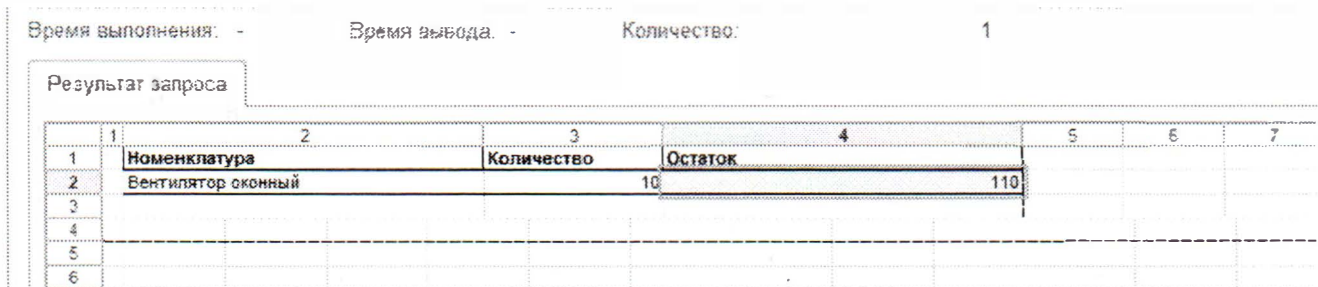 Время выполнения: - Время вывода: - Количество: 1
Результат запроса
1 2 3 4 5 6 7
1 Номенклатура Количество Остаток
2 Вентилятор оконный 10 110
3
4
5
6